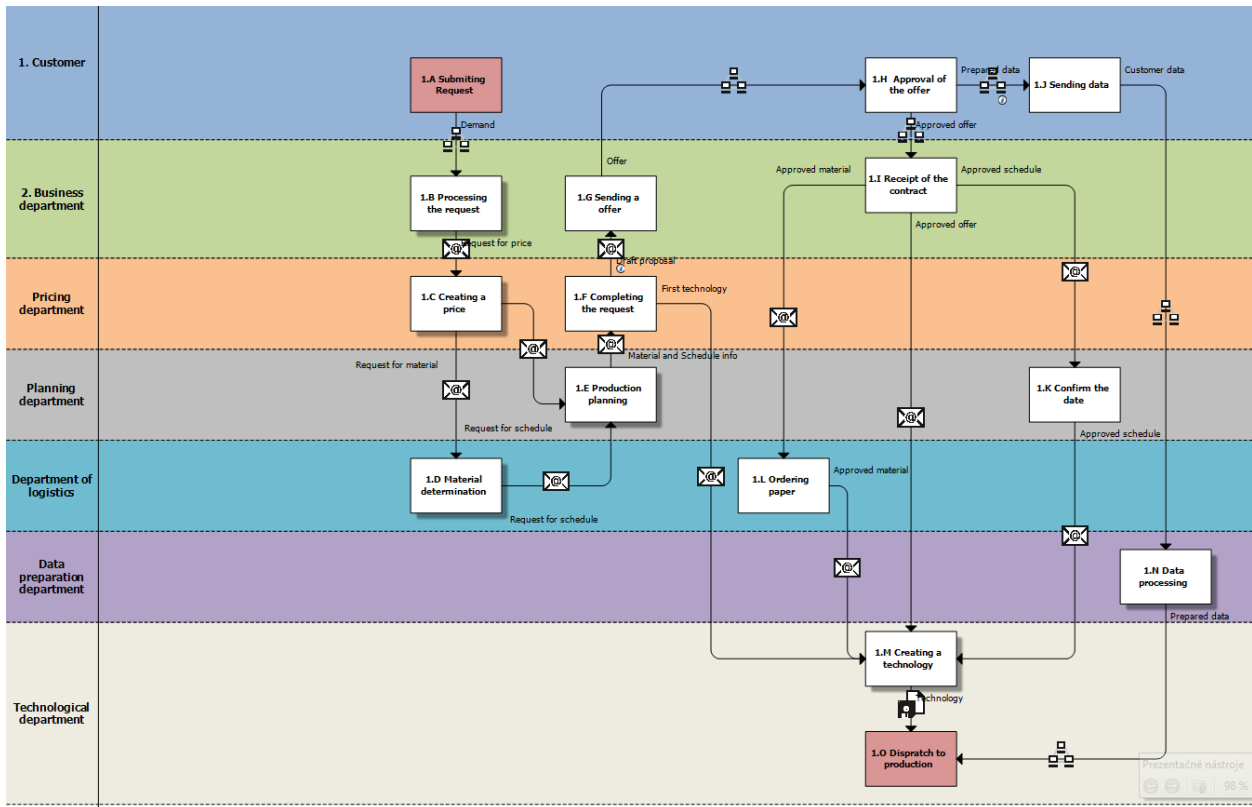 1. Customer
1.A Submiting
Request
Demand
1.H Approval of
the offer
Prepared data
1.J Sending data
Customer data
Approved offer
2. Business
department
1.B Processing
the request
Request for price
Offer
1.G Sending a
offer
Draft proposal
Approved material
1.I Receipt of the
contract
Approved schedule
Approved offer
Pricing
department
1.C Creating a
price
1.F Completing
the request
First technology
Request for material
Material and Schedule info
Planning
department
1.E Production
planning
1.K Confirm the
date
Request for schedule
Approved schedule
Department of
logistics
1.D Material
determination
Request for schedule
1.L Ordering
paper
Approved material
Data
preparation
department
1.N Data
processing
Prepared data
Technological
department
1.M Creating a
technology
Technology
1.O Dispratch to
production
Prezentačné nástroje
98 %